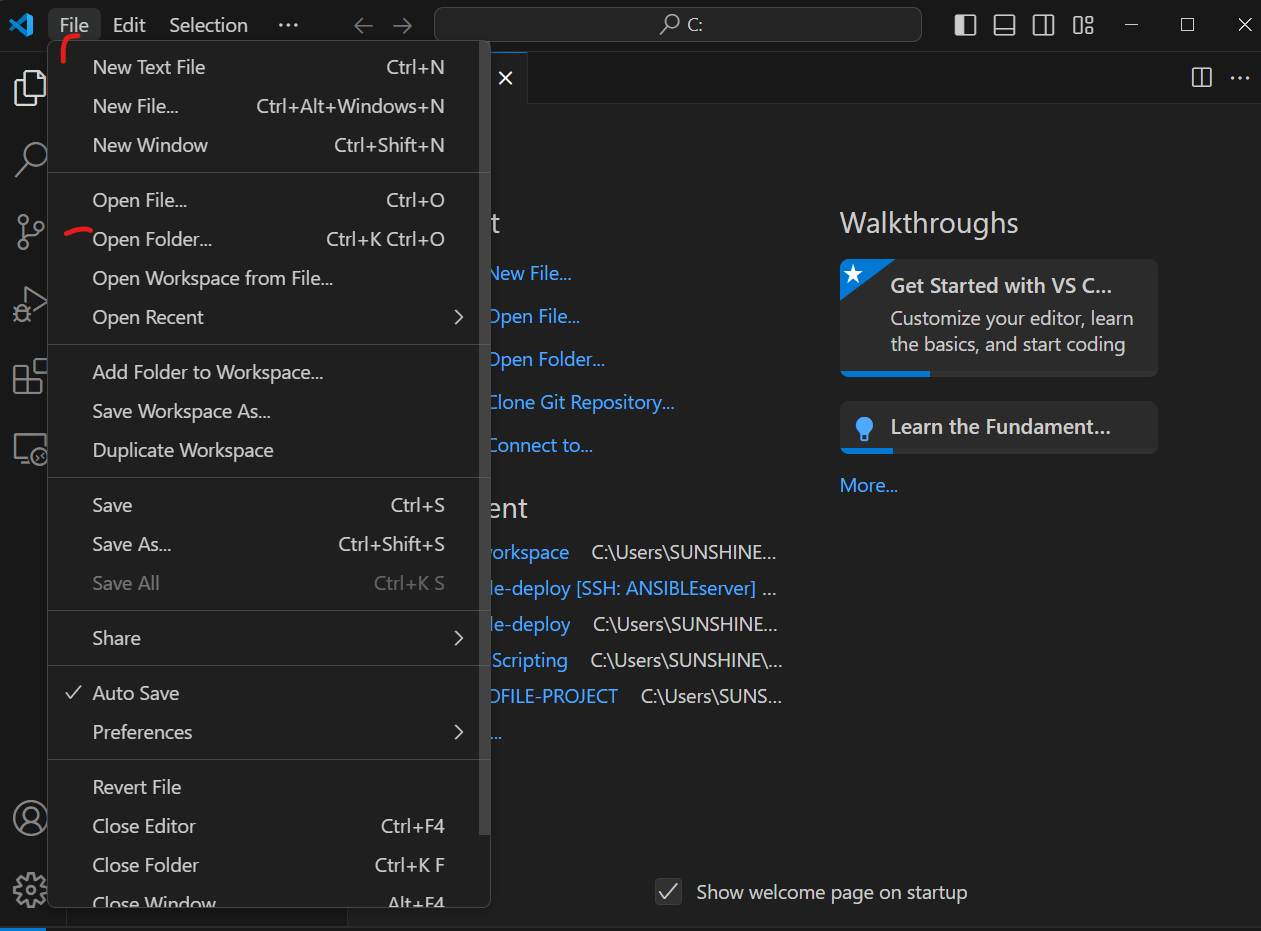 File Edit Selection ··· C:
New Text File Ctrl+N
New File... Ctrl+Alt+Windows+N
New Window Ctrl+Shift+N
Open File... Ctrl+O
Open Folder... Ctrl+K Ctrl+O
Open Workspace from File...
Open Recent
Add Folder to Workspace...
Save Workspace As...
Duplicate Workspace
Save Ctrl+S
Save As... Ctrl+Shift+S
Save All Ctrl+K S
Share
Auto Save
Preferences
Revert File
Close Editor Ctrl+F4
Close Folder Ctrl+K F
Close Window Alt+F4
t
New File...
Open File...
Open Folder...
Clone Git Repository...
Connect to...
ent
workspace C:\Users\SUNSHINE...
le-deploy [SSH: ANSIBLEserver] ...
le-deploy C:\Users\SUNSHINE...
Scripting C:\Users\SUNSHINE\...
OFILE-PROJECT C:\Users\SUNS...
...
Walkthroughs
Get Started with VS C...
Customize your editor, learn
the basics, and start coding
Learn the Fundament...
More...
Show welcome page on startup